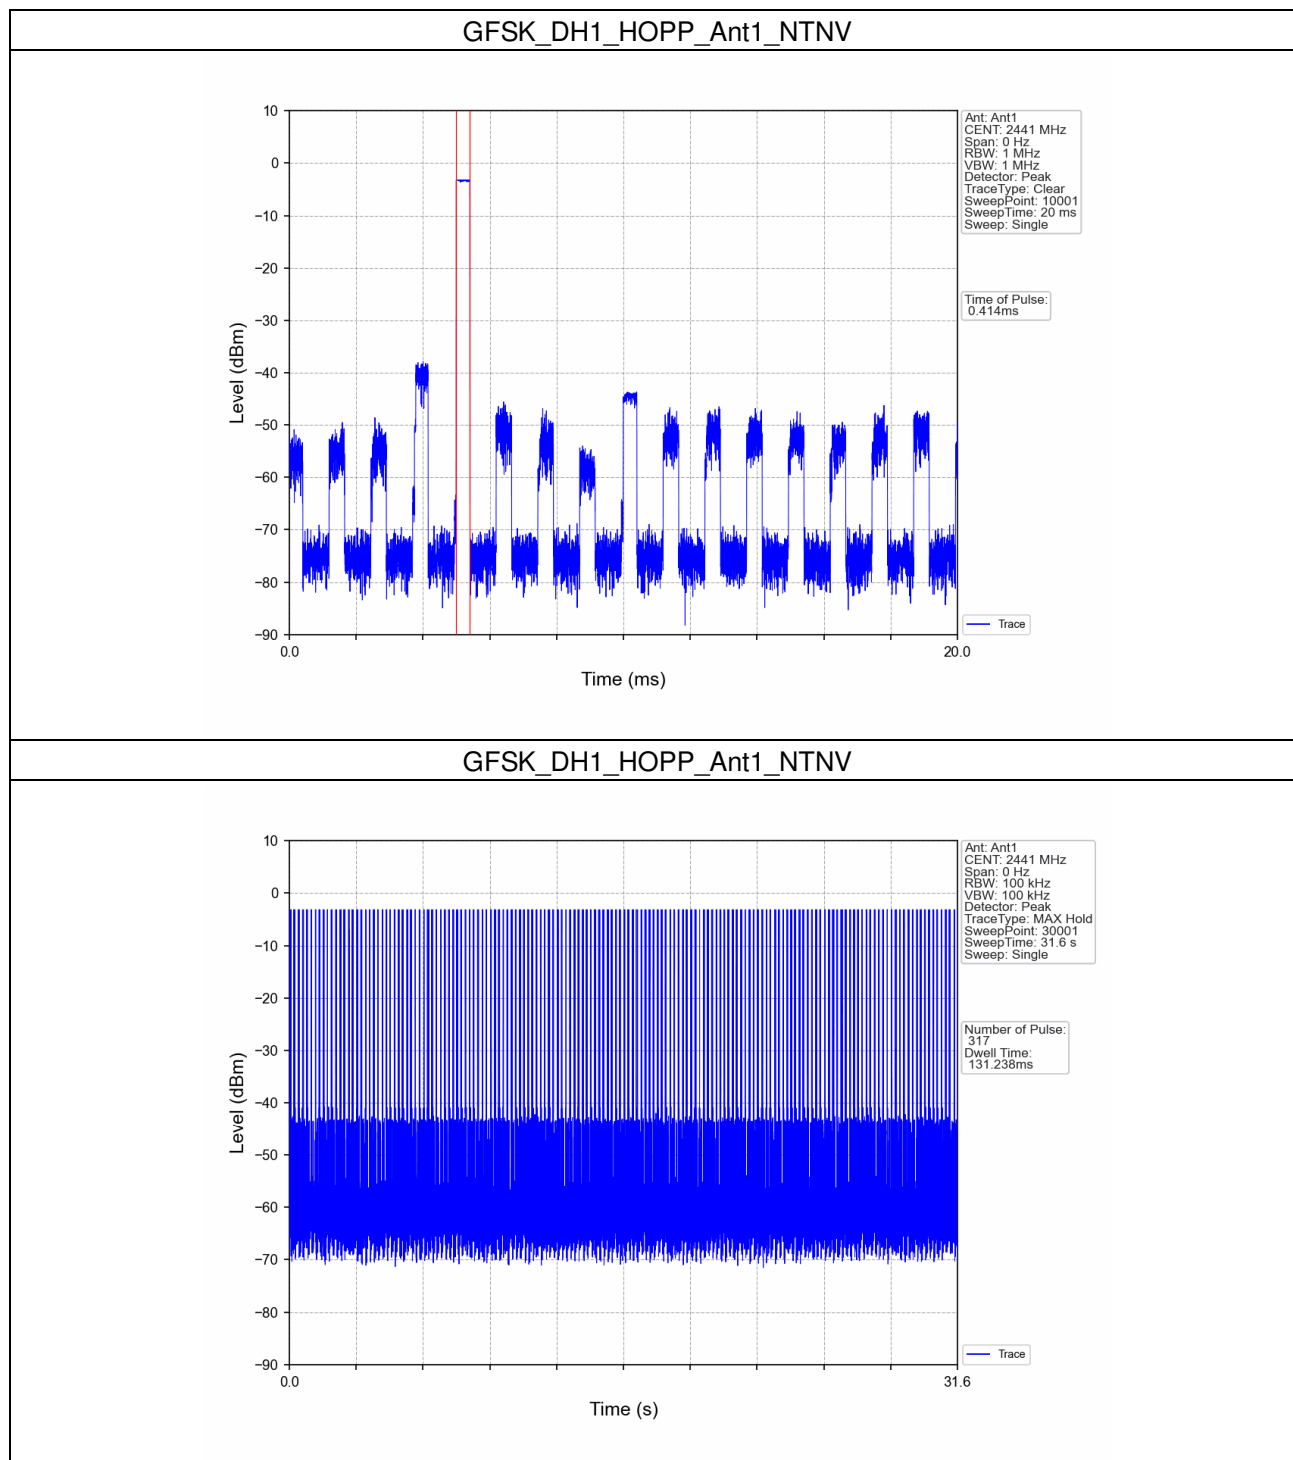 GFSK_DH1_HOPP_Ant1_NTNV
10
0
−10
−20
−30
−40
−50
−60
−70
−80
−90
Level (dBm)
0.0
20.0
Time (ms)
Ant: Ant1
CENT: 2441 MHz
Span: 0 Hz
RBW: 1 MHz
VBW: 1 MHz
Detector: Peak
TraceType: Clear
SweepPoint: 10001
SweepTime: 20 ms
Sweep: Single
Time of Pulse:
0.414ms
Trace
GFSK_DH1_HOPP_Ant1_NTNV
10
0
−10
−20
−30
−40
−50
−60
−70
−80
−90
Level (dBm)
0.0
31.6
Time (s)
Ant: Ant1
CENT: 2441 MHz
Span: 0 Hz
RBW: 100 kHz
VBW: 100 kHz
Detector: Peak
TraceType: MAX Hold
SweepPoint: 30001
SweepTime: 31.6 s
Sweep: Single
Number of Pulse:
317
Dwell Time:
131.238ms
Trace